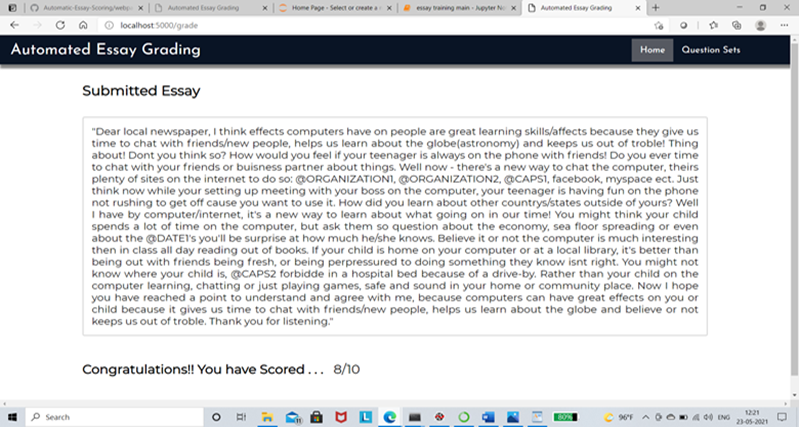 Automatic-Essay-Scoring/webpa
Automated Essay Grading
Home Page - Select or create a n
essay training main - Jupyter No
Automated Essay Grading
localhost:5000/grade
Automated Essay Grading
Home
Question Sets
Submitted Essay
"Dear local newspaper, I think effects computers have on people are great learning skills/affects because they give us
time to chat with friends/new people, helps us learn about the globe(astronomy) and keeps us out of troble! Thing
about! Dont you think so? How would you feel if your teenager is always on the phone with friends! Do you ever time
to chat with your friends or buisness partner about things. Well now - there's a new way to chat the computer, theirs
plenty of sites on the internet to do so: @ORGANIZATION1, @ORGANIZATION2, @CAPS1, facebook, myspace ect. Just
think now while your setting up meeting with your boss on the computer, your teenager is having fun on the phone
not rushing to get off cause you want to use it. How did you learn about other countrys/states outside of yours? Well
I have by computer/internet, it's a new way to learn about what going on in our time! You might think your child
spends a lot of time on the computer, but ask them so question about the economy, sea floor spreading or even
about the @DATE1's you'll be surprise at how much he/she knows. Believe it or not the computer is much interesting
then in class all day reading out of books. If your child is home on your computer or at a local library, it's better than
being out with friends being fresh, or being perpressured to doing something they know isnt right. You might not
know where your child is, @CAPS2 forbidde in a hospital bed because of a drive-by. Rather than your child on the
computer learning, chatting or just playing games, safe and sound in your home or community place. Now I hope
you have reached a point to understand and agree with me, because computers can have great effects on you or
child because it gives us time to chat with friends/new people, helps us learn about the globe and believe or not
keeps us out of troble. Thank you for listening."
Congratulations!! You have Scored . . . 8/10
Search
80%
96°F
ENG
12:21
23-05-2021